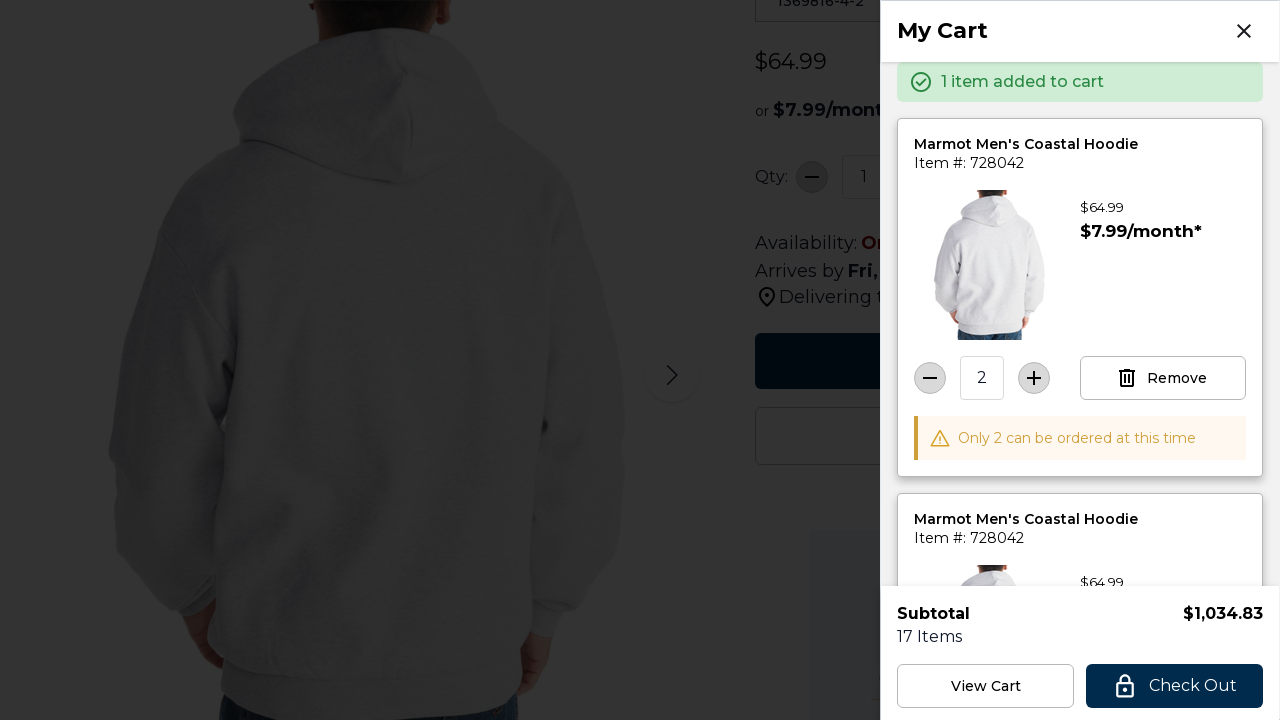 1369816-4-2
$64.99
or $7.99/mont
Qty:
1
Availability:
Arrives by Fri,
Delivering
My Cart
1 item added to cart
Marmot Men's Coastal Hoodie
Item #: 728042
$64.99
$7.99/month*
2
Remove
Only 2 can be ordered at this time
Marmot Men's Coastal Hoodie
Item #: 728042
$64.99
Subtotal
$1,034.83
17 Items
View Cart
Check Out